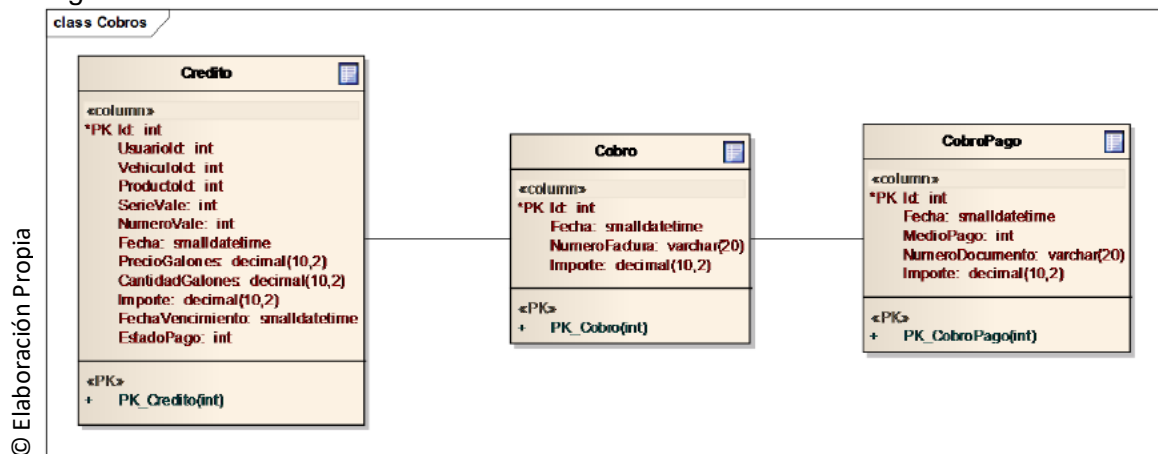 class Cobros
Credito
«column»
*PK Id: int
UsuarioId: int
VehiculoId: int
ProductoId: int
SerieVale: int
NumeroVale: int
Fecha: smalldatetime
PrecioGalones: decimal(10,2)
CantidadGalones: decimal(10,2)
Importe: decimal(10,2)
FechaVencimiento: smalldatetime
EstadoPago: int
«PK»
+ PK_Credito(int)
Cobro
«column»
*PK Id: int
Fecha: smalldatetime
NumeroFactura: varchar(20)
Importe: decimal(10,2)
«PK»
+ PK_Cobro(int)
CobroPago
«column»
*PK Id: int
Fecha: smalldatetime
MedioPago: int
NumeroDocumento: varchar(20)
Importe: decimal(10,2)
«PK»
+ PK_CobroPago(int)
© Elaboración Propia